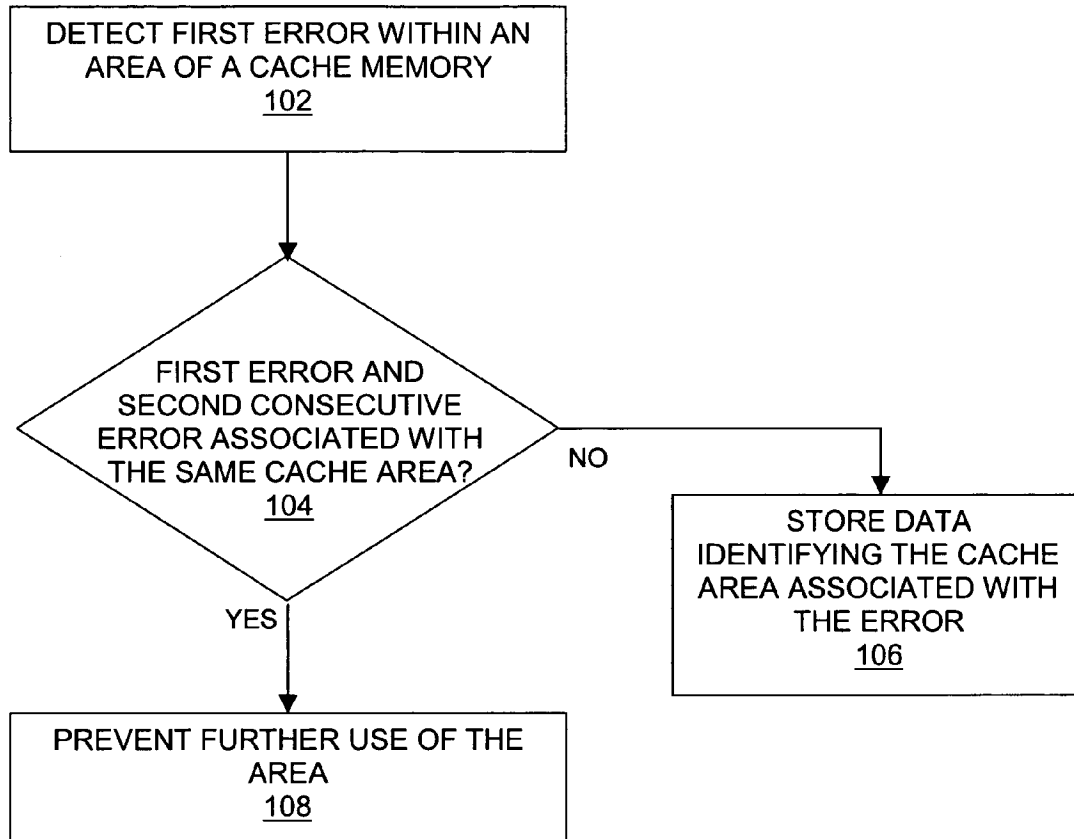 DETECT FIRST ERROR WITHIN AN
AREA OF A CACHE MEMORY
102
FIRST ERROR AND
SECOND CONSECUTIVE
ERROR ASSOCIATED WITH
THE SAME CACHE AREA?
104
NO
STORE DATA
IDENTIFYING THE CACHE
AREA ASSOCIATED WITH
THE ERROR
106
YES
PREVENT FURTHER USE OF THE
AREA
108